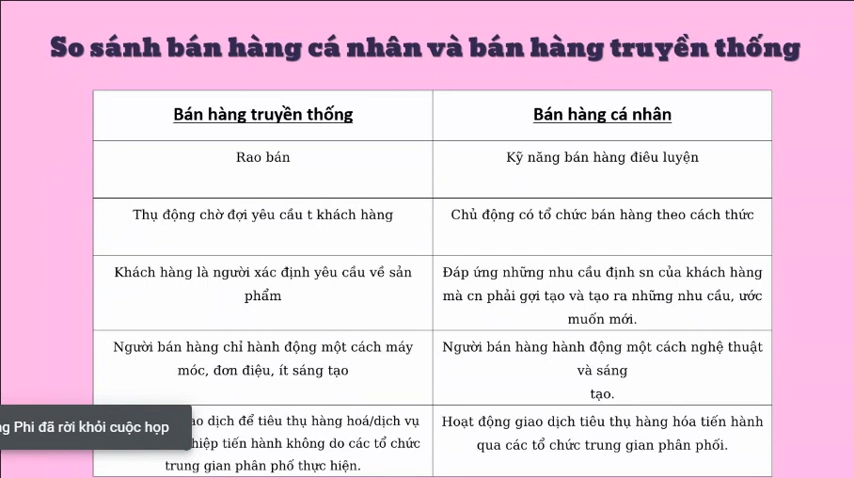 So sánh bán hàng cá nhân và bán hàng truyền thống
Bán hàng truyền thống
Bán hàng cá nhân
Rao bán
Kỹ năng bán hàng điêu luyện
Thụ động chờ đợi yêu cầu t khách hàng
Chủ động có tổ chức bán hàng theo cách thức
Khách hàng là người xác định yêu cầu về sản
phẩm
Đáp ứng những nhu cầu định sn của khách hàng
mà cn phải gợi tạo và tạo ra những nhu cầu, ước
muốn mới.
Người bán hàng chỉ hành động một cách máy
móc, đơn điệu, ít sáng tạo
Người bán hàng hành động một cách nghệ thuật
và sáng
tạo.
dịch để tiêu thụ hàng hoá/dịch vụ
tiến hành không do các tổ chức
trung gian phân phố thực hiện.
Hoạt động giao dịch tiêu thụ hàng hóa tiến hành
qua các tổ chức trung gian phân phối.
Phi đã rời khỏi cuộc họp